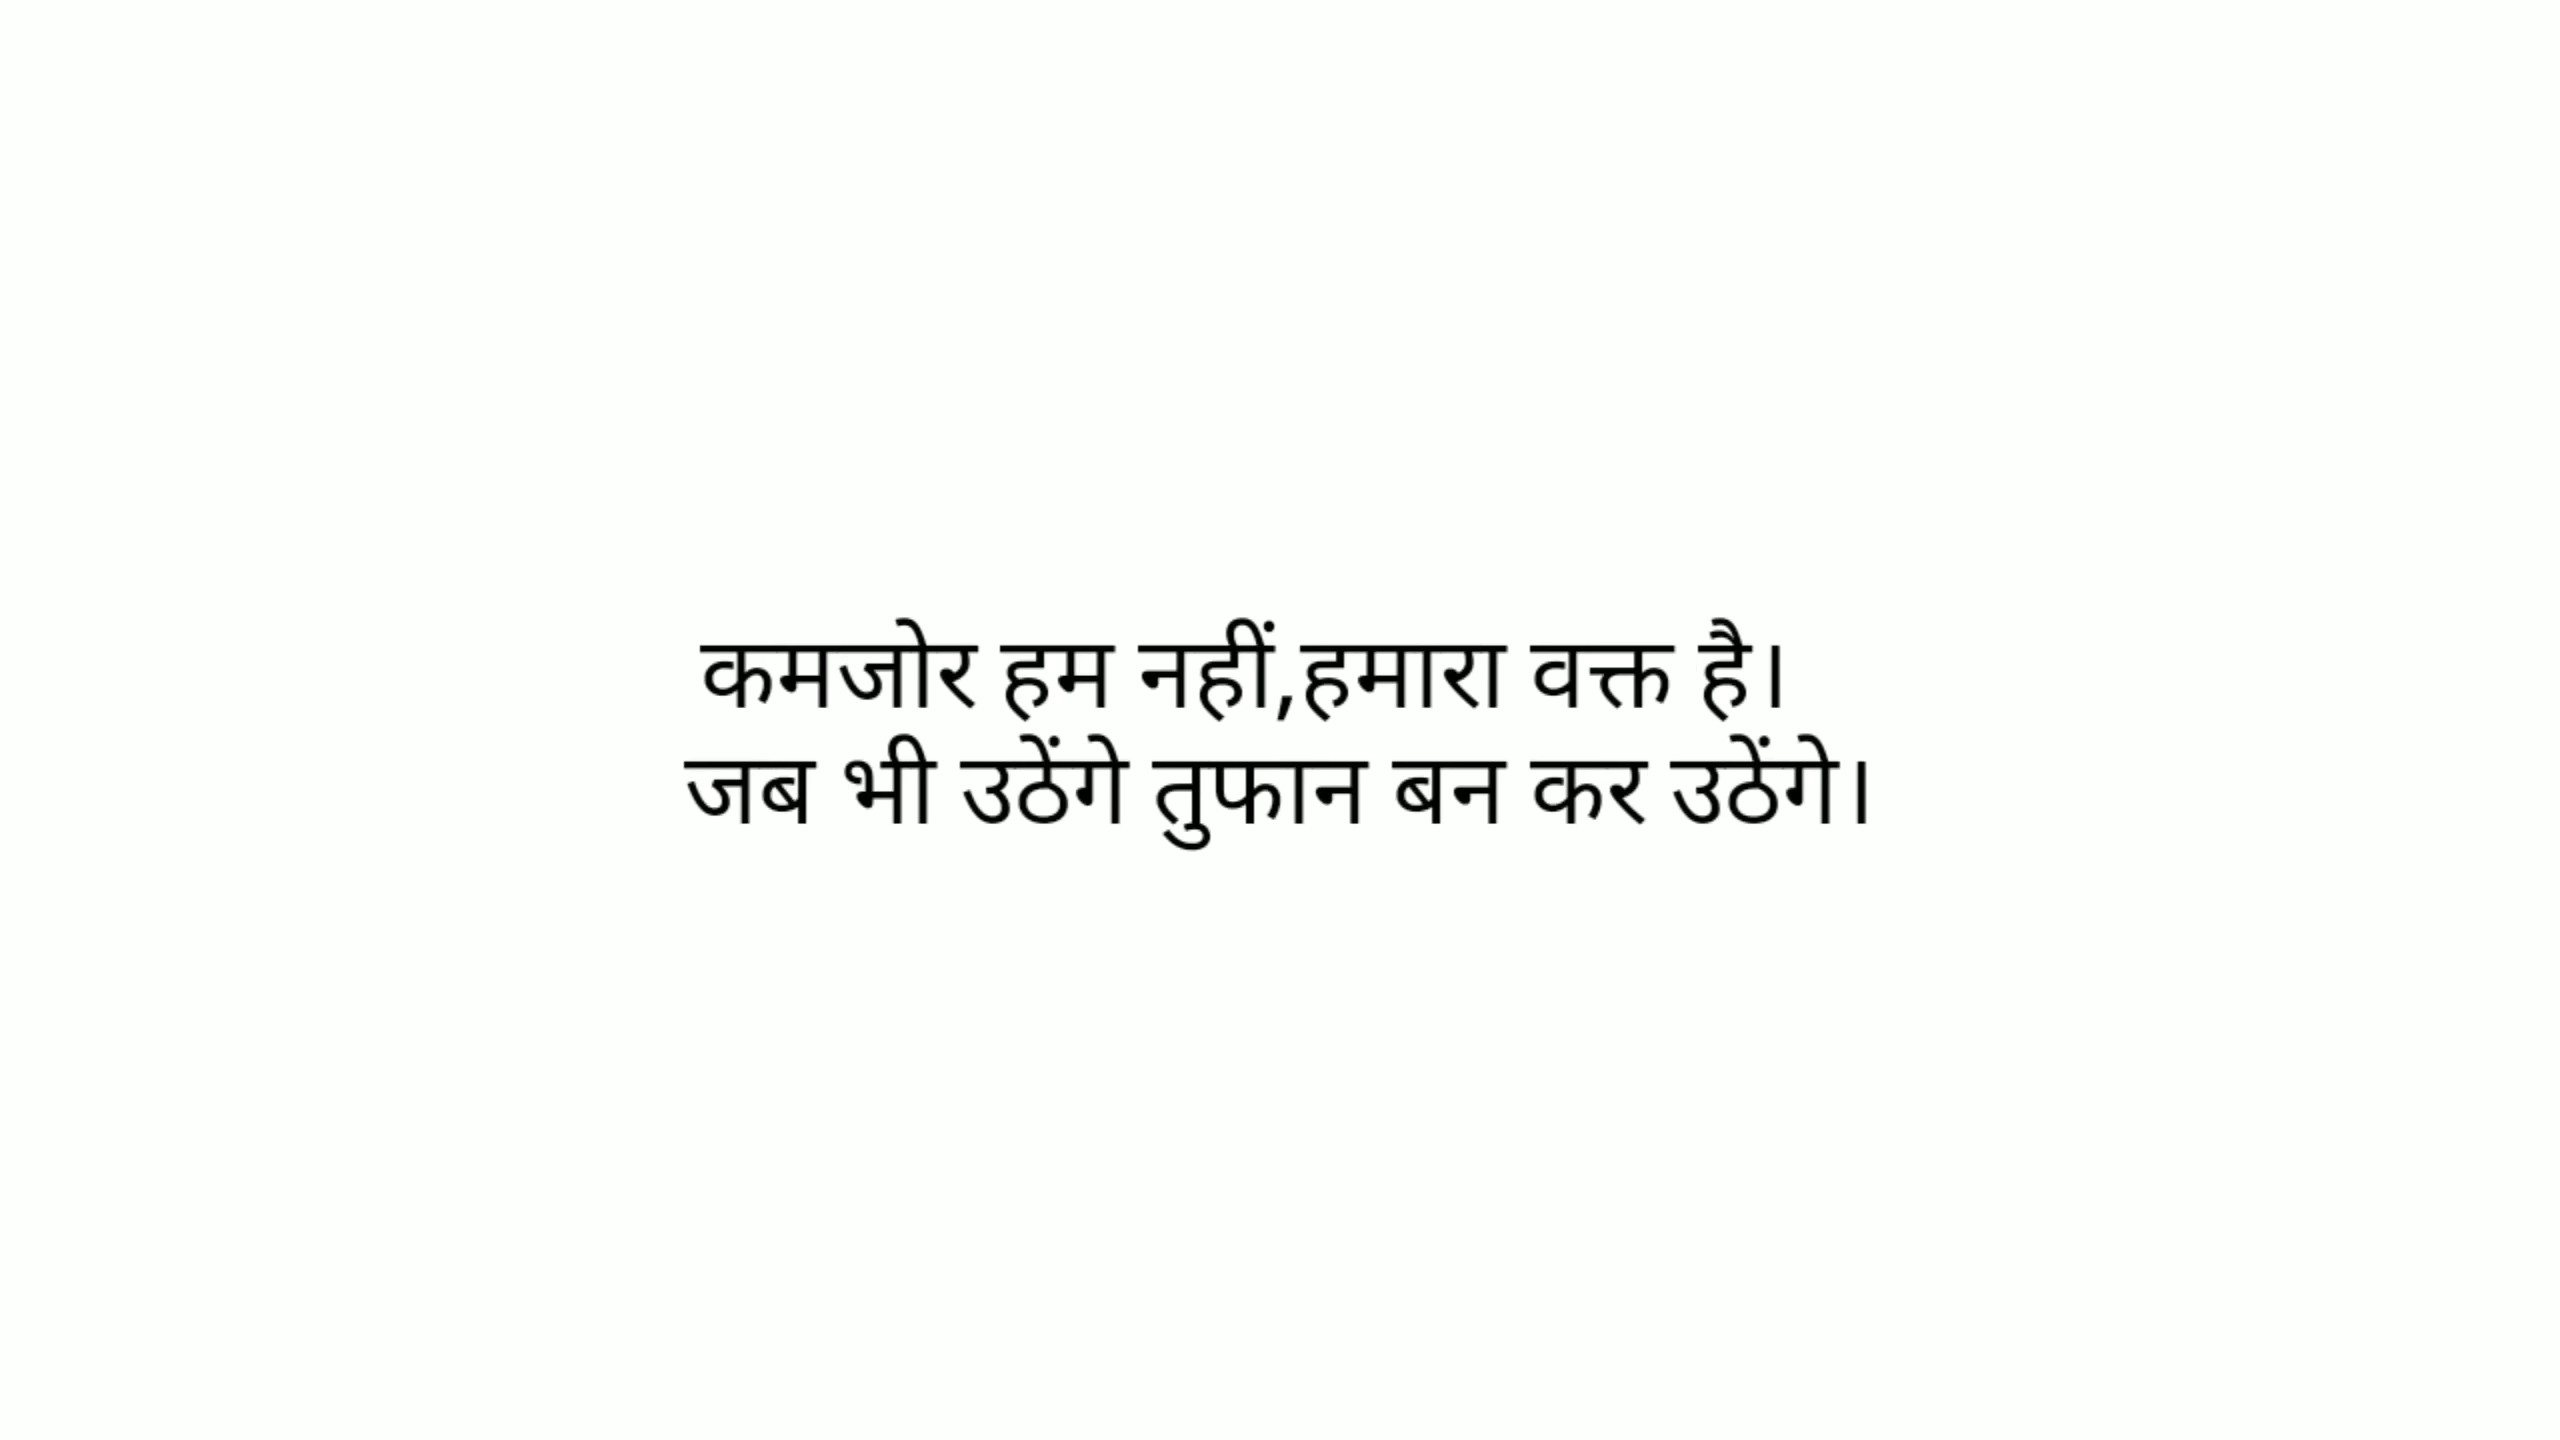 कमजोर हम नहीं,हमारा वक्त है।
जब भी उठेंगे तुफान बन कर उठेंगे।